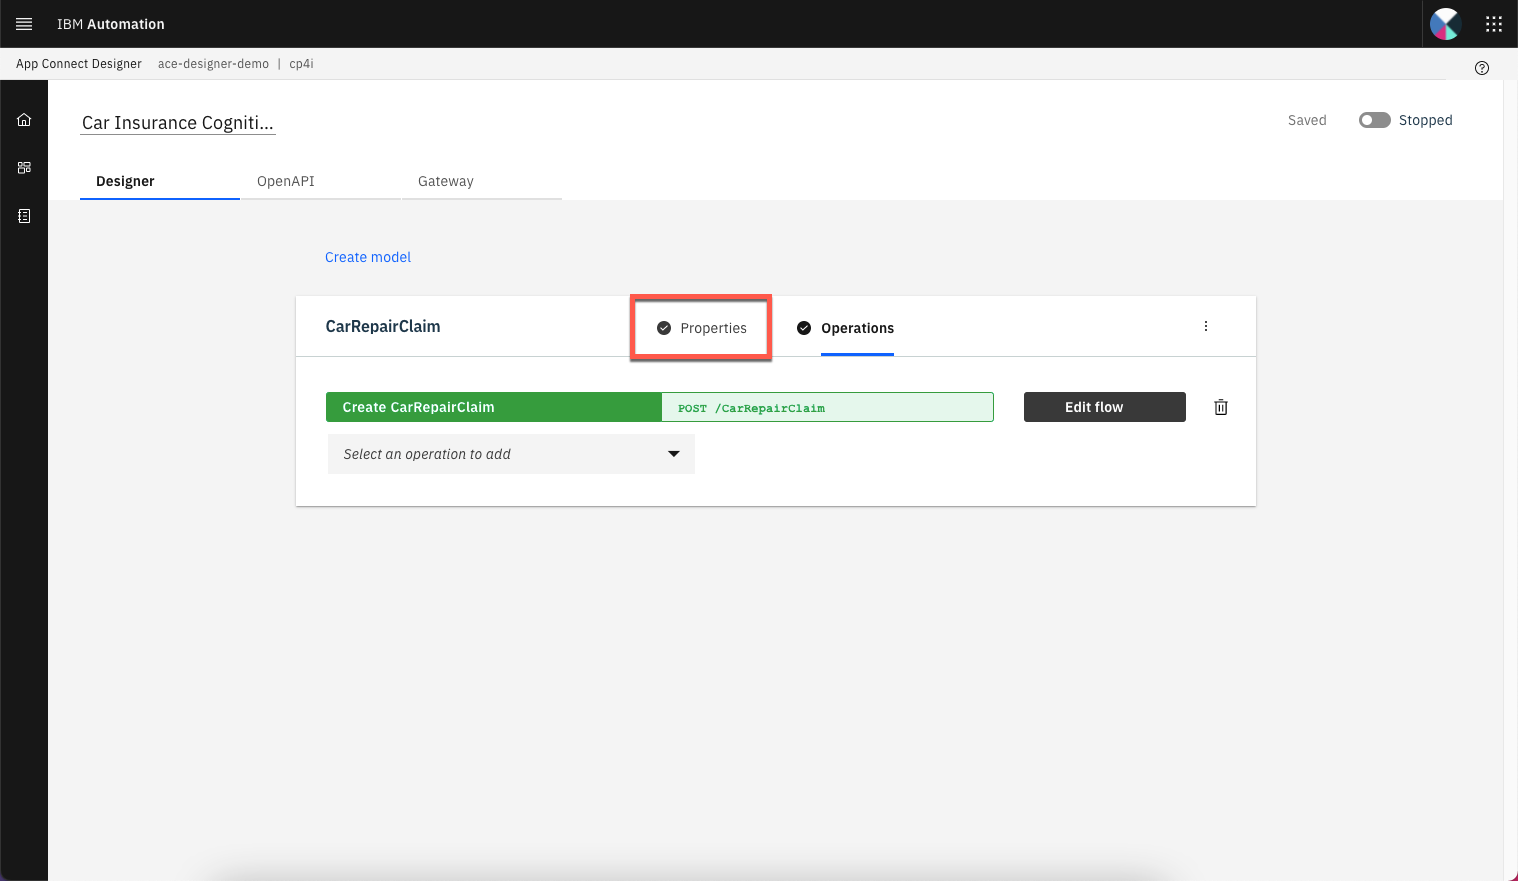 IBM Automation
App Connect Designer ace-designer-demo | cp4i
Car Insurance Cogniti...
Saved Stopped
Designer OpenAPI Gateway
Create model
CarRepairClaim Properties Operations
Create CarRepairClaim POST /CarRepairClaim Edit flow
Select an operation to add